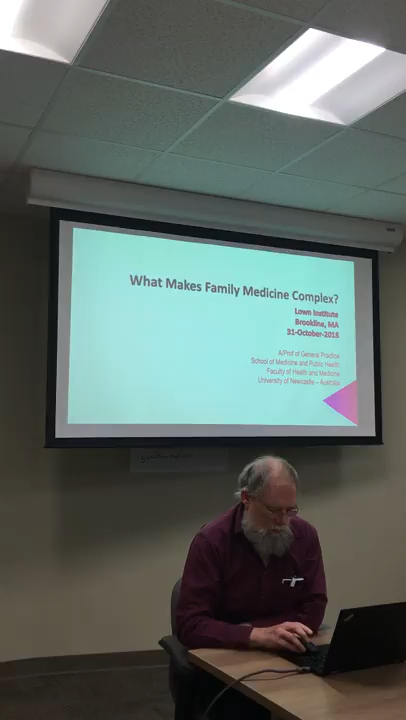 What Makes Family Medicine Complex?
Lown Institute
Brookline, MA
31-October-2018
A/Prof of General Practice
School of Medicine and Public Health
Faculty of Health and Medicine
University of Newcastle – Australia